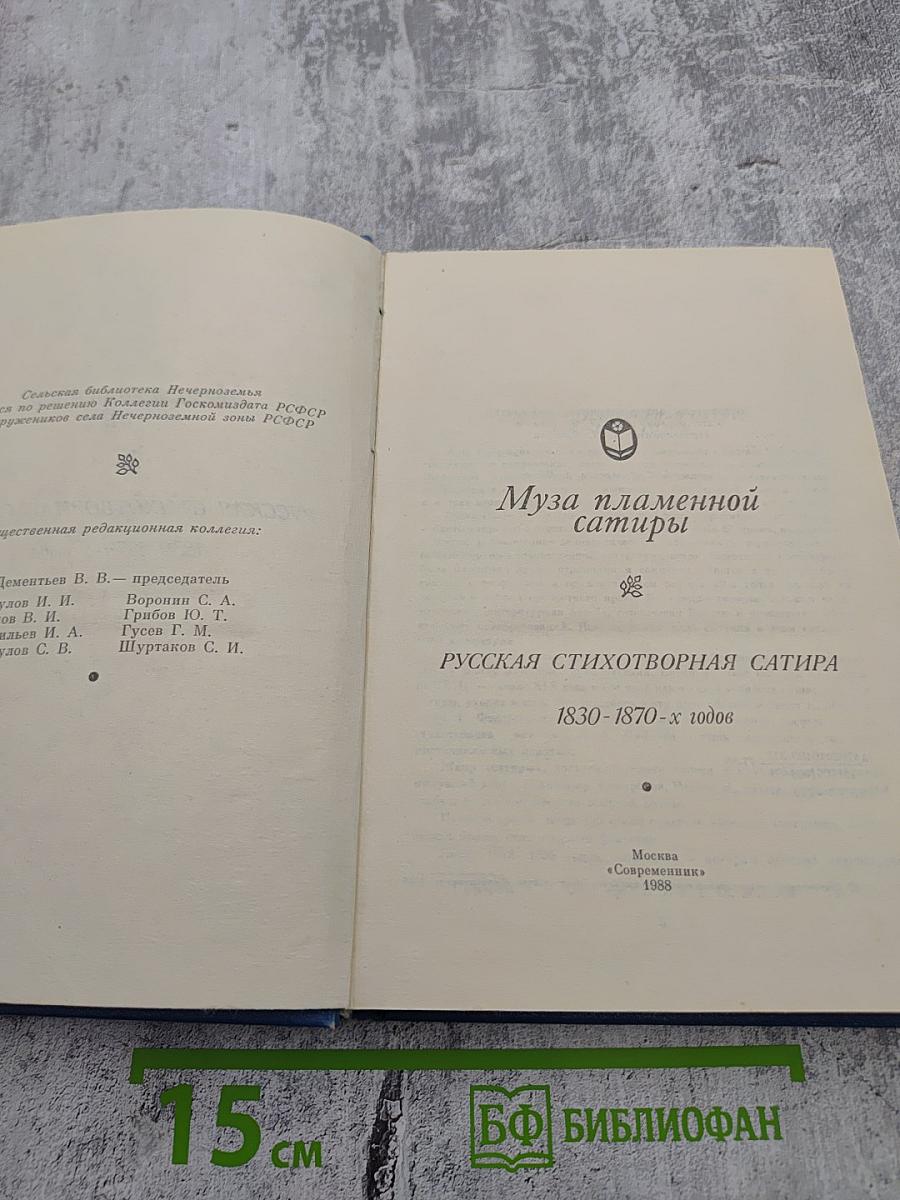 Сельская библиотека Нечерноземья
ся по решению Коллегии Госкомиздата РСФСР
ружеников села Нечерноземной зоны РСФСР
щественная редакционная коллегия:
Дементьев В. В.— председатель
улов И. И. Воронин С. А.
ов В. И. Грибов Ю. Т.
ильев И. А. Гусев Г. М.
улов С. В. Шуртаков С. И.
Муза пламенной
сатиры
РУССКАЯ СТИХОТВОРНАЯ САТИРА
1830-1870-х годов
Москва
«Современник»
1988
15 см
БФ БИБЛИОФАН